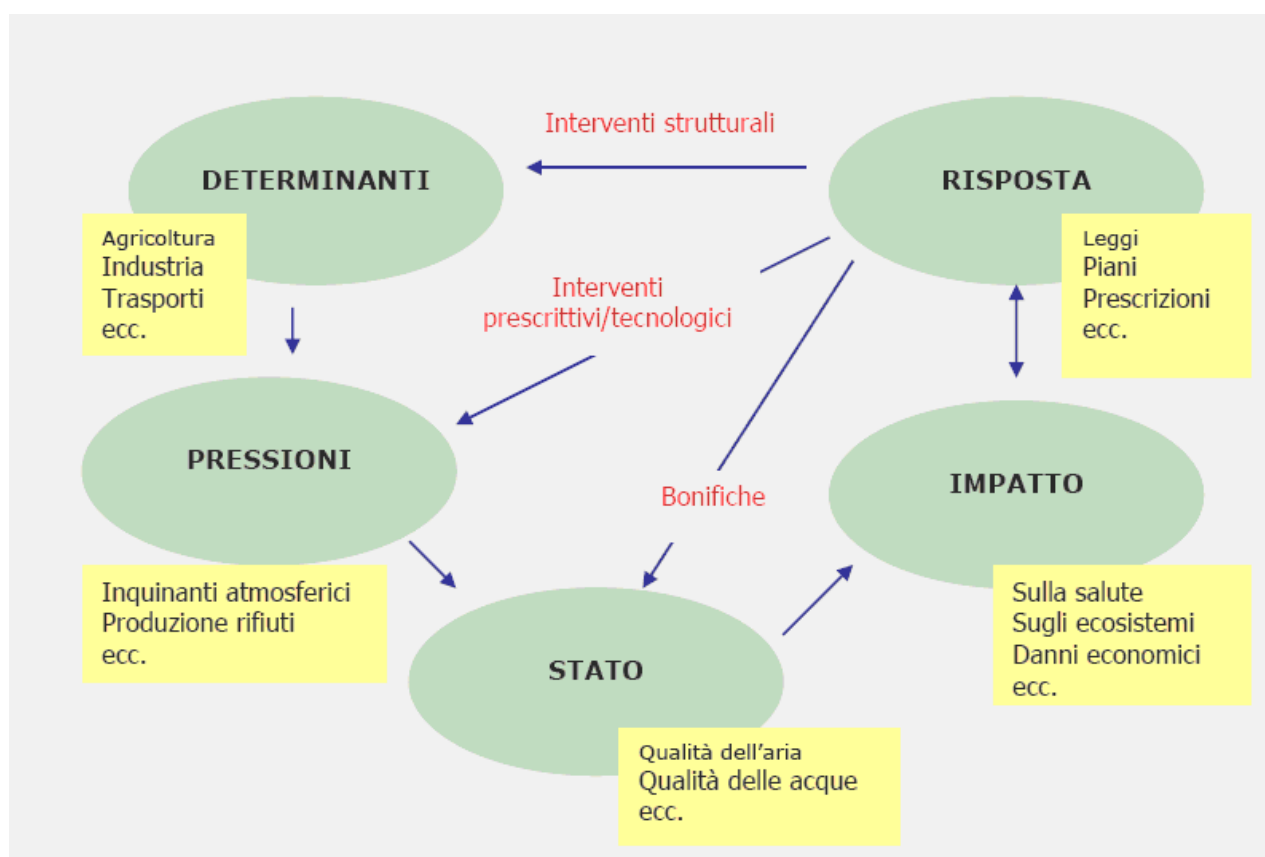 Interventi strutturali
DETERMINANTI
RISPOSTA
Agricoltura
Industria
Trasporti
ecc.
Leggi
Piani
Prescrizioni
ecc.
Interventi
prescrittivi/tecnologici
PRESSIONI
IMPATTO
Bonifiche
Inquinanti atmosferici
Produzione rifiuti
ecc.
Sulla salute
Sugli ecosistemi
Danni economici
ecc.
STATO
Qualità dell'aria
Qualità delle acque
ecc.